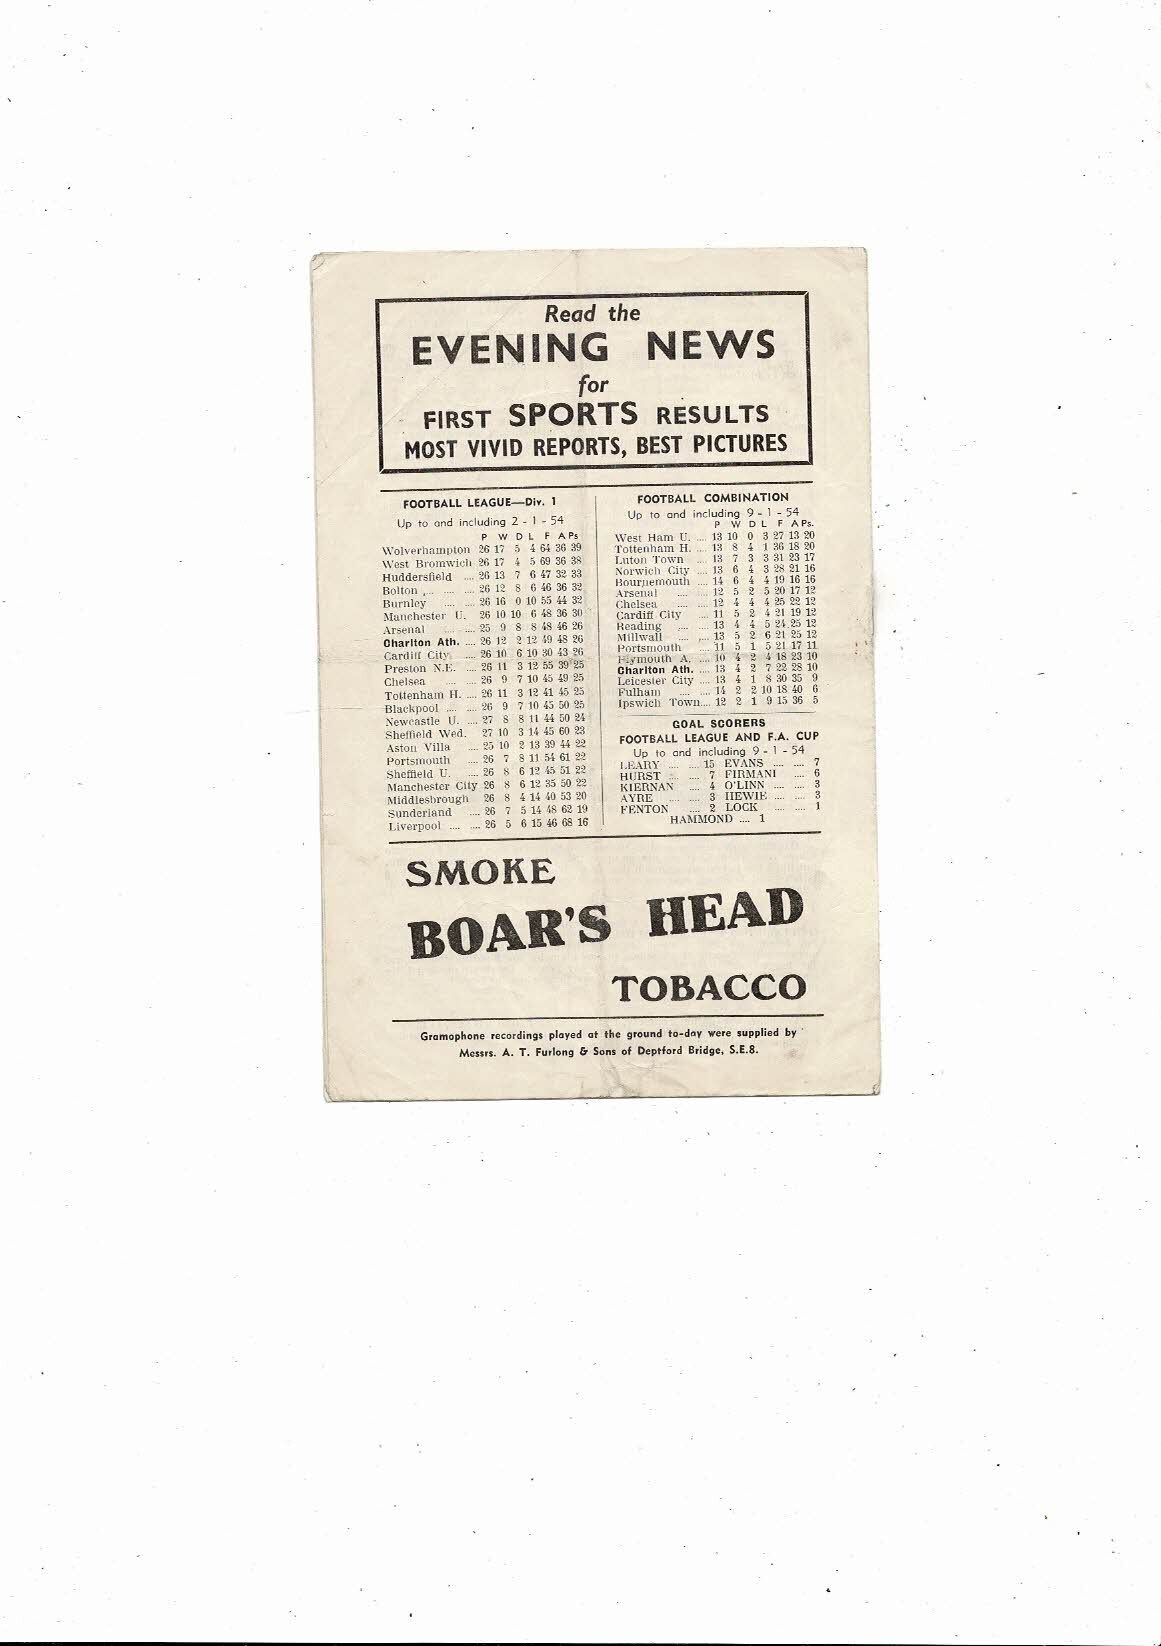 Read the
EVENING NEWS
for
FIRST SPORTS RESULTS
MOST VIVID REPORTS, BEST PICTURES
FOOTBALL LEAGUE—Div. 1
Up to and including 2 - 1 - 54
P W D L F A Ps
Wolverhampton 26 17 5 4 64 36 39
West Bromwich 26 17 4 5 69 36 38
Huddersfield .... 26 13 7 6 47 32 33
Bolton .. .... .... 26 12 8 6 46 36 32
Burnley .... .... 26 16 0 10 55 44 32
Manchester U. 26 10 10 6 48 36 30
Arsenal .... .... 25 9 8 8 48 46 26
Charlton Ath. .... 26 12 2 12 49 48 26
Cardiff City .... 26 10 6 10 30 43 26
Preston N.E. .... 26 11 3 12 55 39 25
Chelsea .... .... 26 9 7 10 45 49 25
Tottenham H. .... 26 11 3 12 41 45 25
Blackpool .... .... 26 9 7 10 45 50 25
Newcastle U. .... 27 8 8 11 44 50 24
Sheffield Wed. 27 10 3 14 45 60 23
Aston Villa .... 25 10 2 13 39 44 22
Portsmouth .... 26 7 8 11 54 61 22
Sheffield U. .... 26 8 6 12 45 51 22
Manchester City 26 8 6 12 35 50 22
Middlesbrough 26 8 4 14 40 53 20
Sunderland .... 26 7 5 14 48 62 19
Liverpool .... .... 26 5 6 15 46 68 16
FOOTBALL COMBINATION
Up to and including 9 - 1 - 54
P W D L F A Ps.
West Ham U. .... 13 10 0 3 27 13 20
Tottenham H. .... 13 8 4 1 36 18 20
Luton Town .... 13 7 3 3 31 23 17
Norwich City .... 13 6 4 3 28 21 16
Bournemouth .... 14 6 4 4 19 16 16
Arsenal .... .... 12 5 2 5 20 17 12
Chelsea .... .... 12 4 4 4 25 22 12
Cardiff City .... 11 5 2 4 21 19 12
Reading .... .... 13 4 4 5 24 25 12
Millwall .... .... 13 5 2 6 21 25 12
Portsmouth .... 11 5 1 5 21 17 11
Plymouth A. .... 10 4 2 4 18 23 10
Charlton Ath. .... 13 4 2 7 22 28 10
Leicester City .... 13 4 1 8 30 35 9
Fulham .... .... 14 2 2 10 18 40 6
Ipswich Town .... 12 2 1 9 15 36 5
GOAL SCORERS
FOOTBALL LEAGUE AND F.A. CUP
Up to and including 9 - 1 - 54
LEARY .... .... 15 EVANS .... .... 7
HURST .... .... 7 FIRMANI .... 6
KIERNAN .... 4 O'LINN .... .... 3
AYRE .... .... 3 HEWIE .... .... 3
FENTON .... 2 LOCK .... .... 1
HAMMOND .... 1
SMOKE
BOAR'S HEAD
TOBACCO
Gramophone recordings played at the ground to-day were supplied by
Messrs. A. T. Furlong & Sons of Deptford Bridge, S.E.8.